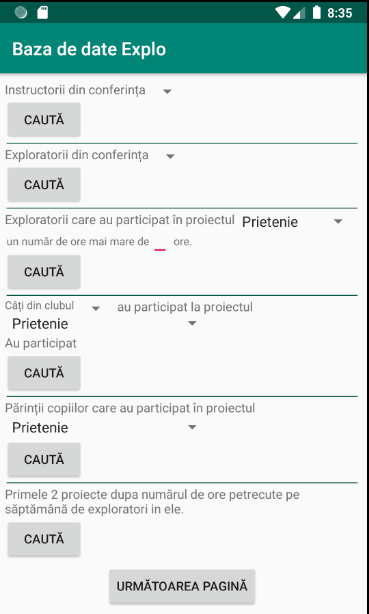 8:35
Baza de date Explo
Instructorii din conferința
CAUTĂ
Exploratorii din conferința
CAUTĂ
Exploratorii care au participat în proiectul Prietenie
un număr de ore mai mare de ore.
CAUTĂ
Câți din clubul au participat la proiectul
Prietenie
Au participat
CAUTĂ
Părinții copiilor care au participat în proiectul
Prietenie
CAUTĂ
Primele 2 proiecte dupa numărul de ore petrecute pe
săptămână de exploratori in ele.
CAUTĂ
URMĂTOAREA PAGINĂ